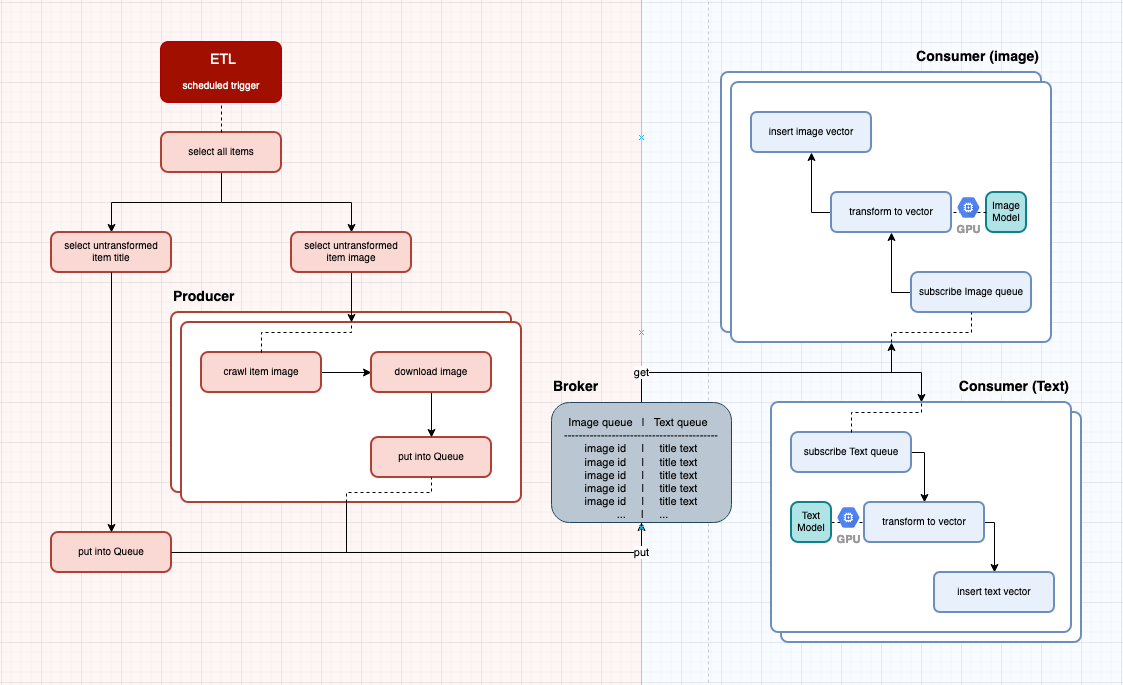 ETL
scheduled trigger
select all items
select untransformed
item title
select untransformed
item image
Producer
crawl item image
download image
put into Queue
put into Queue
Broker
get
Image queue | Text queue
----------------------------------------
image id | title text
image id | title text
image id | title text
image id | title text
image id | title text
... | ...
put
Consumer (image)
insert image vector
transform to vector
GPU
Image
Model
subscribe Image queue
Consumer (Text)
subscribe Text queue
Text
Model
GPU
transform to vector
insert text vector